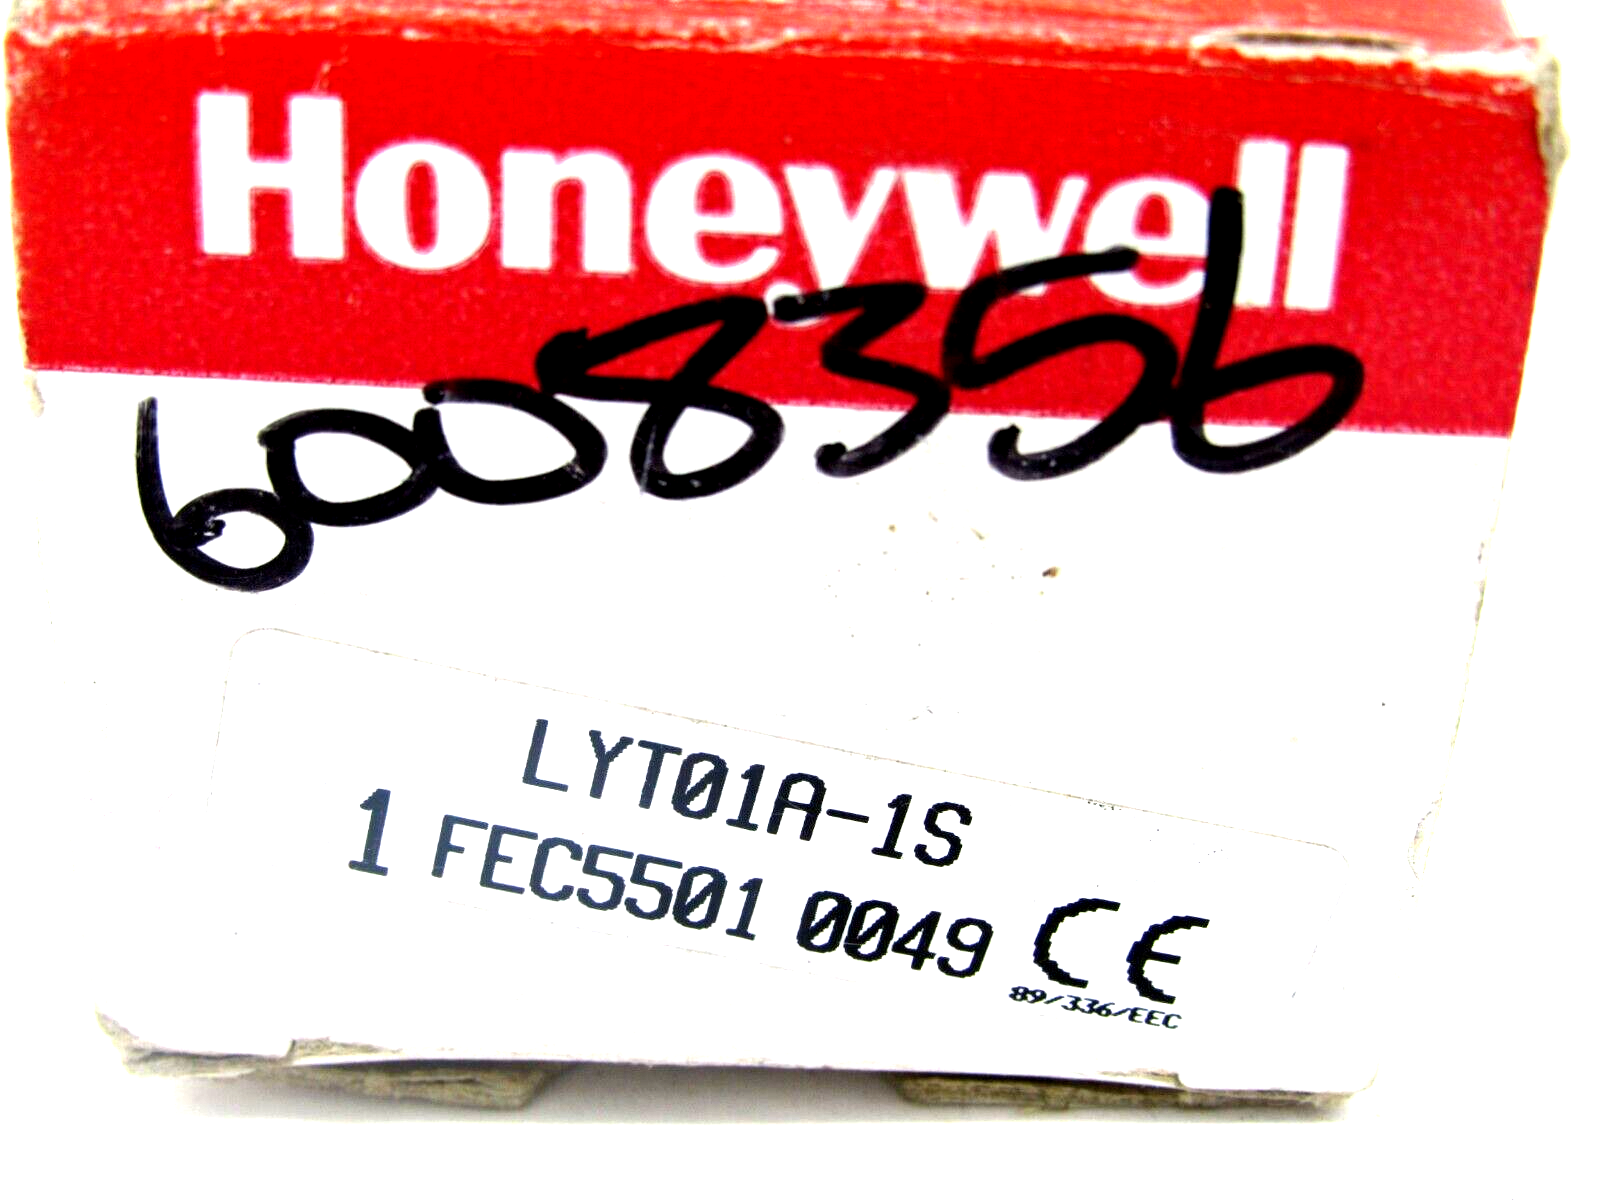 Honeywell
6008356
LYT01A-1S
1 FEC5501 0049 CE
89/336/EEC